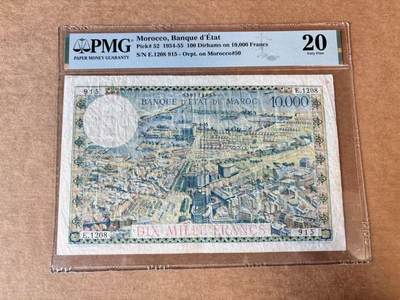 PMG
PAPER MONEY GUARANTY
Morocco, Banque d'État
Pick# 52 1954-55 100 Dirhams on 10,000 Francs
S/N E.1208 915 - Ovpt. on Morocco#50
20
Very Fine
915
E.1208
BANQUE D'ETAT DU MAROC
10.000
DIX MILLE FRANCS
E.1208
915